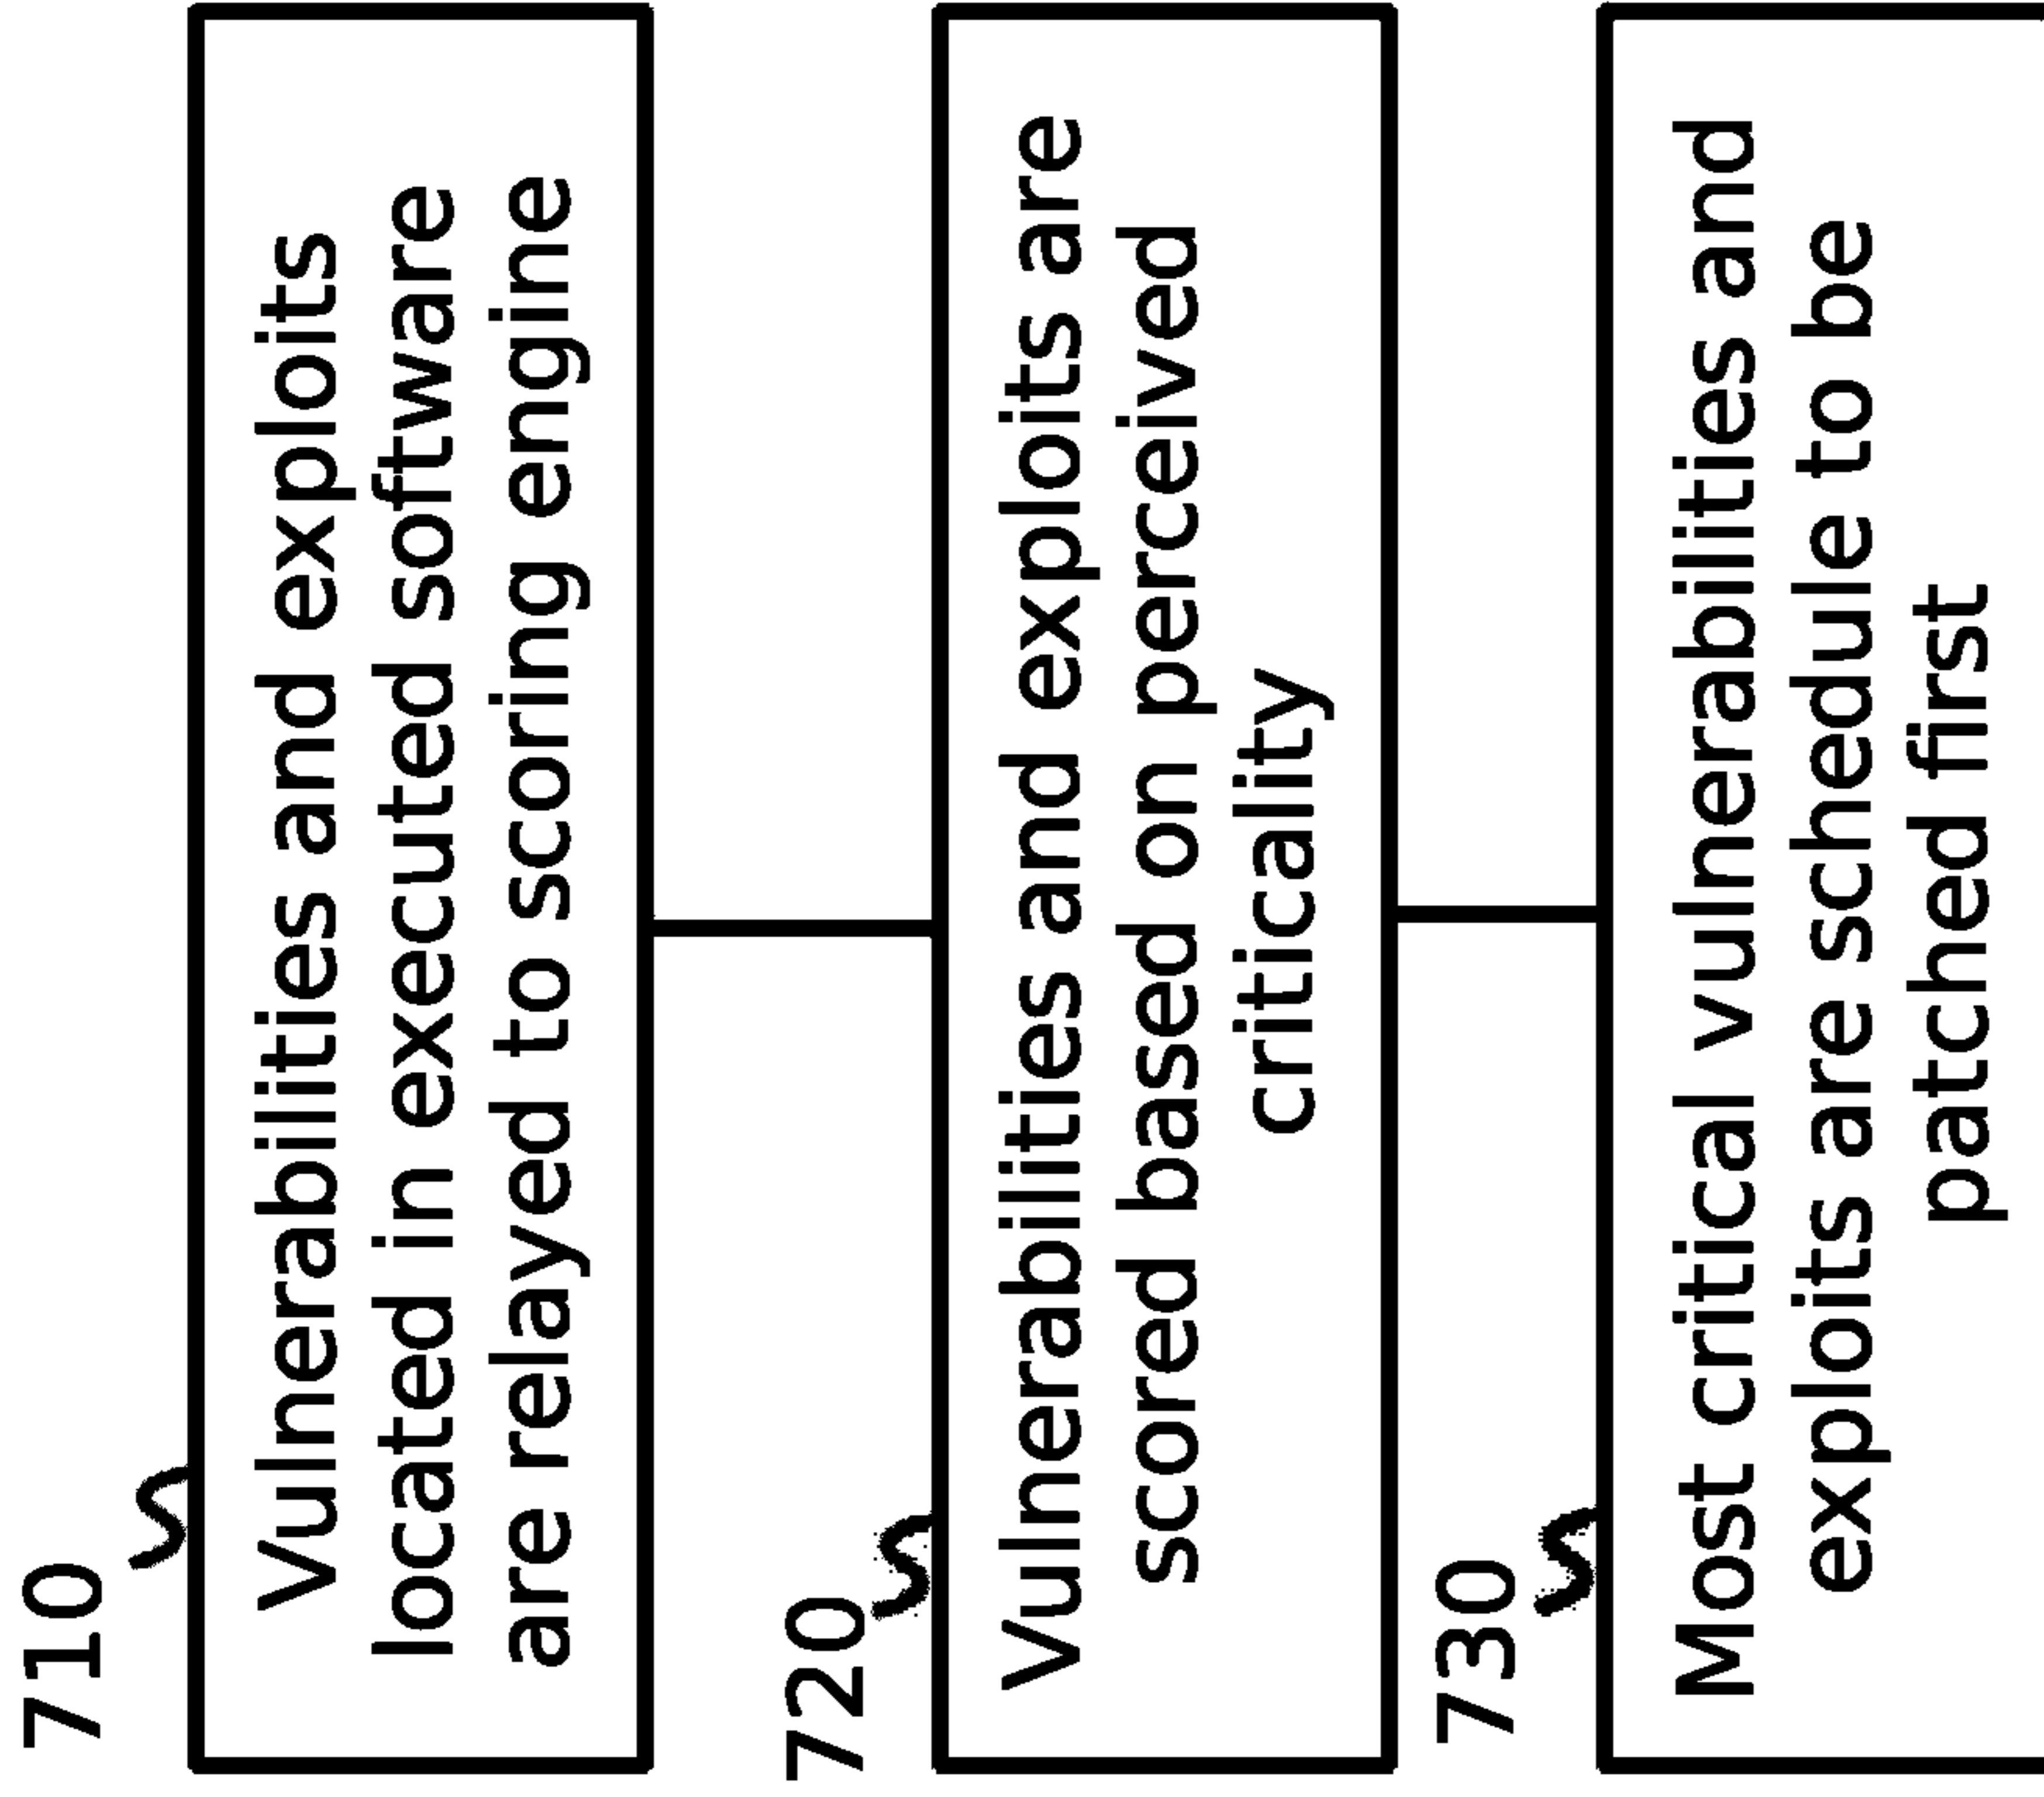 710
Vulnerabilities and exploits
located in executed software
are relayed to scoring engine
720
Vulnerabilities and exploits are
scored based on perceived
criticality
730
Most critical vulnerabilities and
exploits are schedule to be
patched first